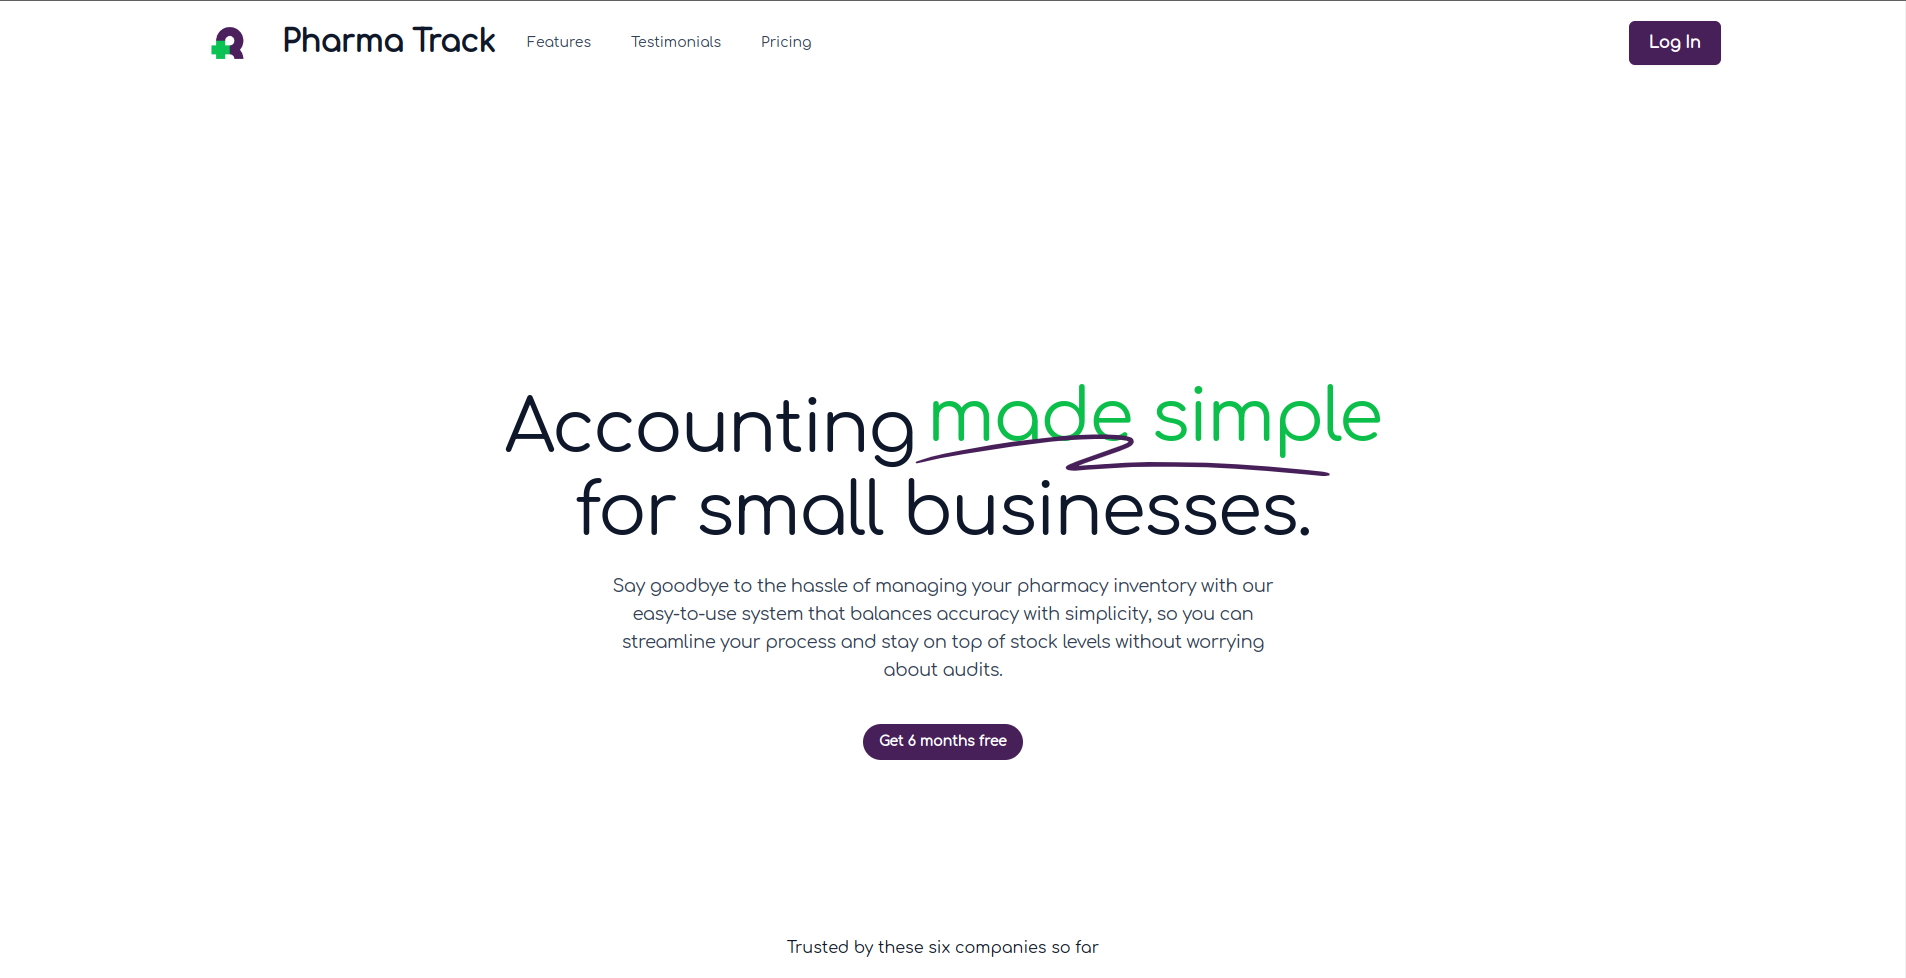 Pharma Track
Features
Testimonials
Pricing
Log In
Accounting made simple
for small businesses.
Say goodbye to the hassle of managing your pharmacy inventory with our
easy-to-use system that balances accuracy with simplicity, so you can
streamline your process and stay on top of stock levels without worrying
about audits.
Get 6 months free
Trusted by these six companies so far